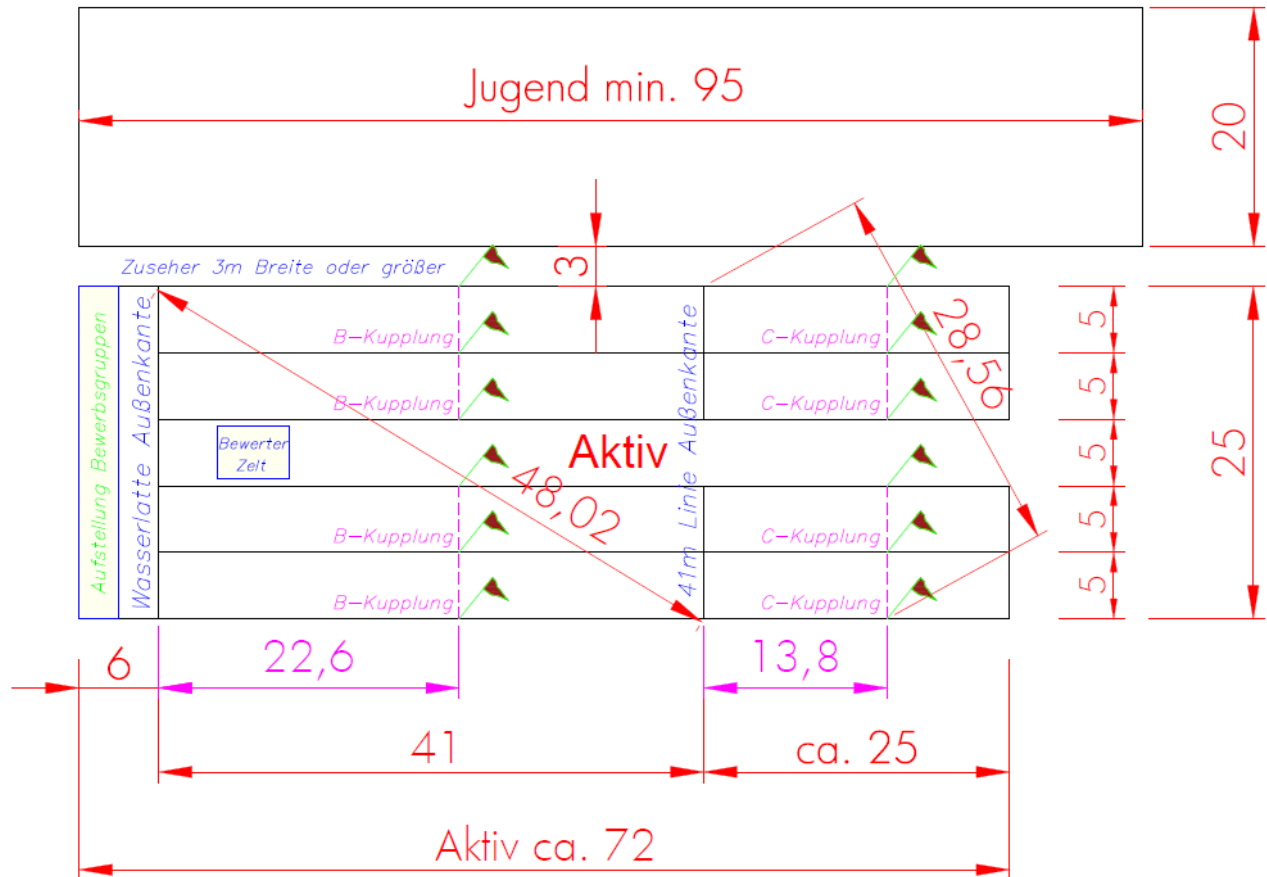 Jugend min. 95
20
Zuseher 3m Breite oder größer
3
28,56
Aufstellung Bewerbsgruppen
Wasserlatte Außenkante
41m Linie Außenkante
B-Kupplung
C-Kupplung
5
B-Kupplung
C-Kupplung
5
Bewerter
Zelt
Aktiv
48,02
5
25
B-Kupplung
C-Kupplung
5
B-Kupplung
C-Kupplung
5
6
22,6
13,8
41
ca. 25
Aktiv ca. 72